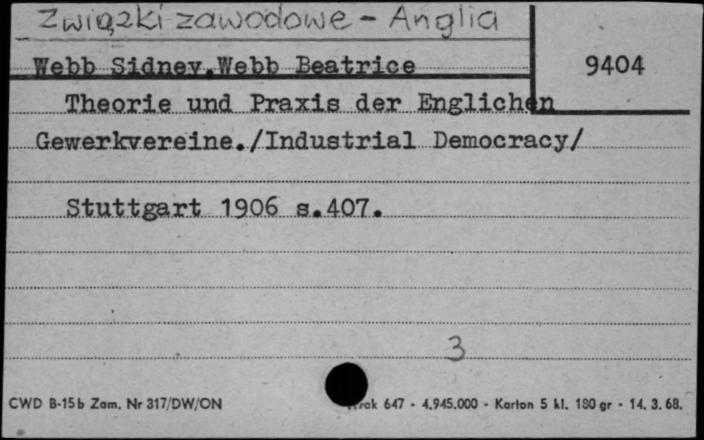 Związki zawodowe - Anglia
Webb Sidney.Webb Beatrice
9404
Theorie und Praxis der Englichen
Gewerkvereine./Industrial Democracy/
Stuttgart 1906 s.407.
3
CWD B-15b Zam. Nr 317/DW/ON
647 - 4.945.000 - Karton 5 kl. 180 gr - 14. 3. 68.